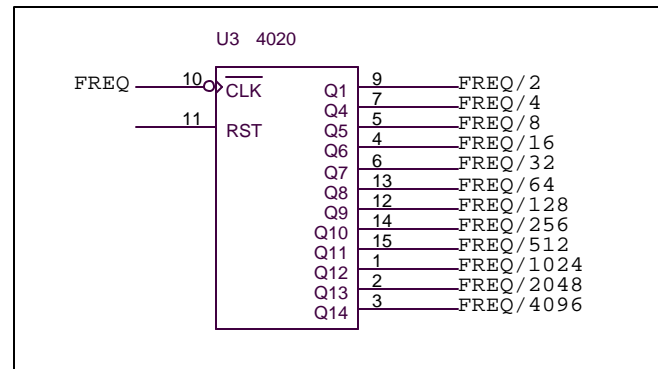 U3 4020
FREQ 10 CLK Q1 9 FREQ/2
Q4 7 FREQ/4
11 RST Q5 5 FREQ/8
Q6 4 FREQ/16
Q7 6 FREQ/32
Q8 13 FREQ/64
Q9 12 FREQ/128
Q10 14 FREQ/256
Q11 15 FREQ/512
Q12 1 FREQ/1024
Q13 2 FREQ/2048
Q14 3 FREQ/4096